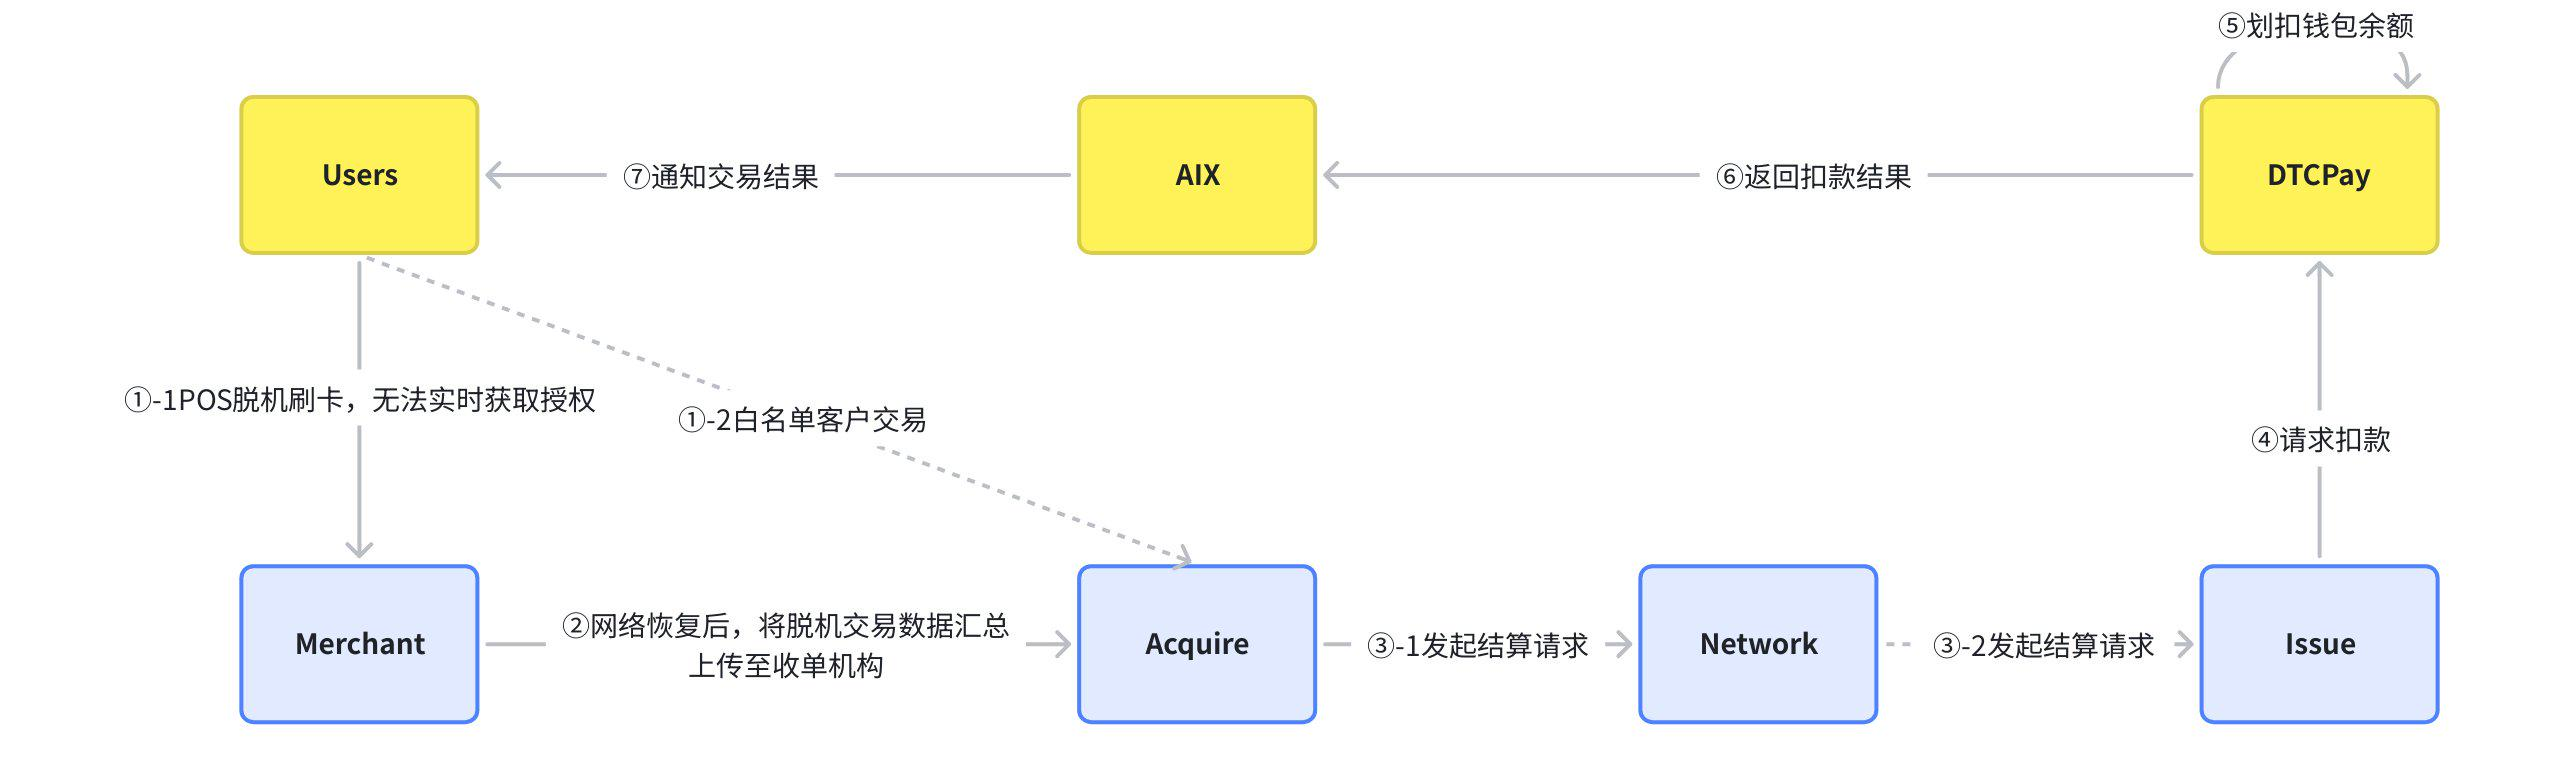 ⑤划扣钱包余额
Users
⑦通知交易结果
AIX
⑥返回扣款结果
DTCPay
①-1POS脱机刷卡，无法实时获取授权
①-2白名单客户交易
④请求扣款
Merchant
②网络恢复后，将脱机交易数据汇总
上传至收单机构
Acquire
③-1发起结算请求
Network
③-2发起结算请求
Issue